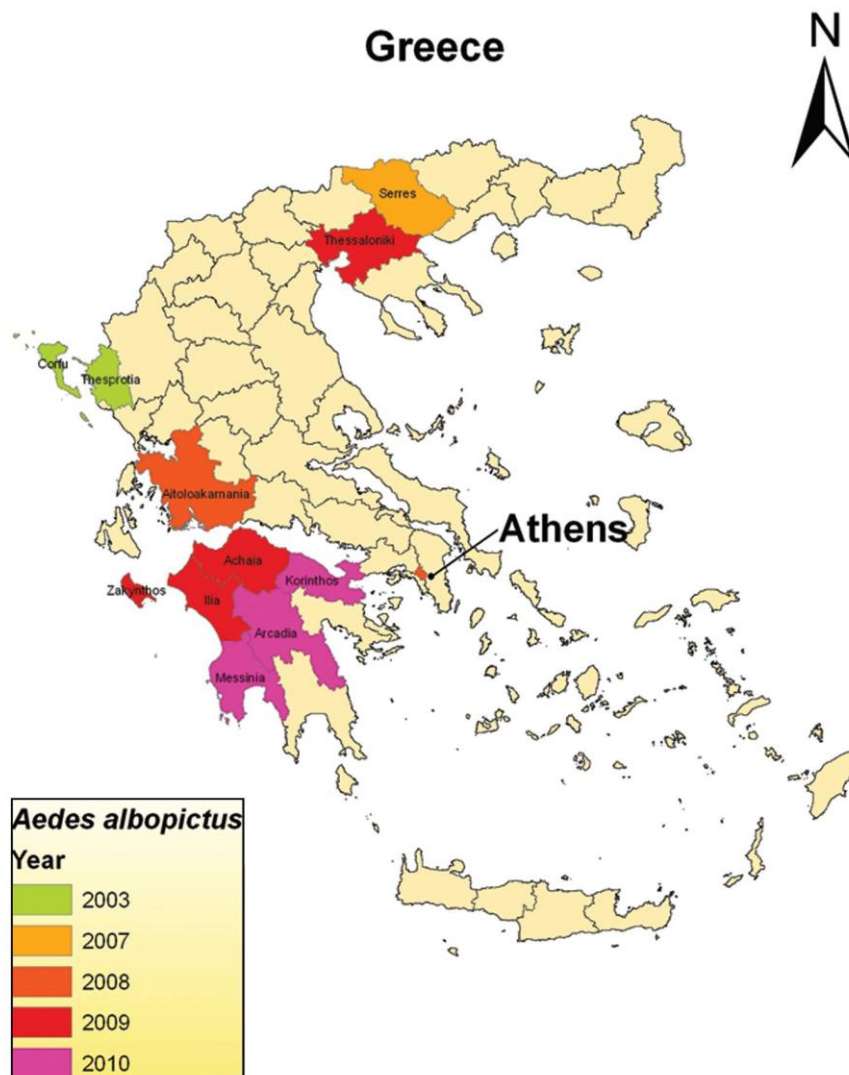 Greece
N
Serres
Thessaloniki
Corfu
Thesprotia
Aitoloakarnania
Athens
Achaia
Korinthos
Zakynthos
Ilia
Arcadia
Messinia
Aedes albopictus
Year
2003
2007
2008
2009
2010